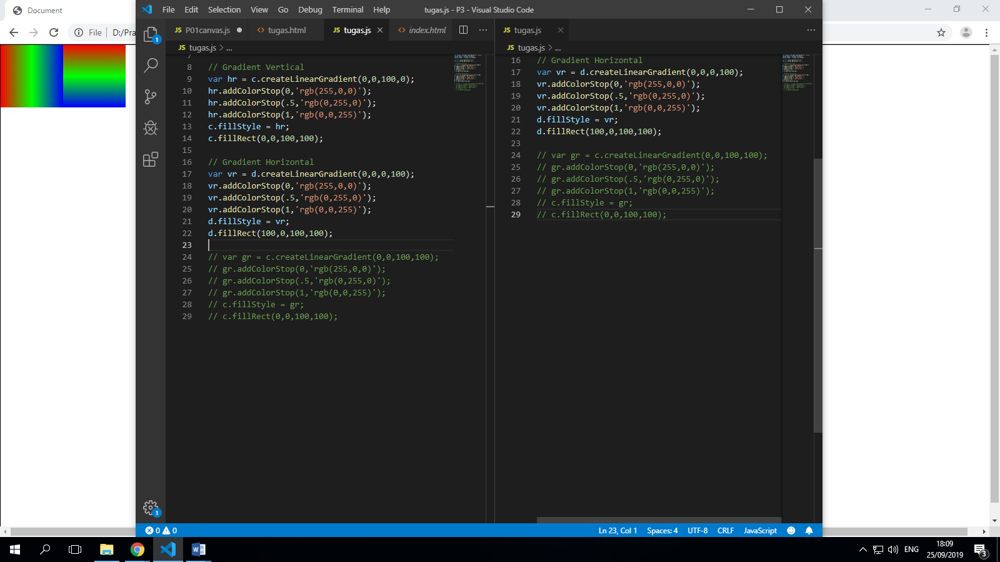 Document
File
D:/Pra
File Edit Selection View Go Debug Terminal Help
tugas.js - P3 - Visual Studio Code
1
1
JS P01canvas.js
<> tugas.html
JS tugas.js
<> index.html
JS tugas.js > ...
7
8 // Gradient Vertical
9 var hr = c.createLinearGradient(0,0,100,0);
10 hr.addColorStop(0,'rgb(255,0,0)');
11 hr.addColorStop(.5,'rgb(0,255,0)');
12 hr.addColorStop(1,'rgb(0,0,255)');
13 c.fillStyle = hr;
14 c.fillRect(0,0,100,100);
15
16 // Gradient Horizontal
17 var vr = d.createLinearGradient(0,0,0,100);
18 vr.addColorStop(0,'rgb(255,0,0)');
19 vr.addColorStop(.5,'rgb(0,255,0)');
20 vr.addColorStop(1,'rgb(0,0,255)');
21 d.fillStyle = vr;
22 d.fillRect(100,0,100,100);
23
24 // var gr = c.createLinearGradient(0,0,100,100);
25 // gr.addColorStop(0,'rgb(255,0,0)');
26 // gr.addColorStop(.5,'rgb(0,255,0)');
27 // gr.addColorStop(1,'rgb(0,0,255)');
28 // c.fillStyle = gr;
29 // c.fillRect(0,0,100,100);
JS tugas.js
JS tugas.js > ...
16 // Gradient Horizontal
17 var vr = d.createLinearGradient(0,0,0,100);
18 vr.addColorStop(0,'rgb(255,0,0)');
19 vr.addColorStop(.5,'rgb(0,255,0)');
20 vr.addColorStop(1,'rgb(0,0,255)');
21 d.fillStyle = vr;
22 d.fillRect(100,0,100,100);
23
24 // var gr = c.createLinearGradient(0,0,100,100);
25 // gr.addColorStop(0,'rgb(255,0,0)');
26 // gr.addColorStop(.5,'rgb(0,255,0)');
27 // gr.addColorStop(1,'rgb(0,0,255)');
28 // c.fillStyle = gr;
29 // c.fillRect(0,0,100,100);
0 0
Ln 23, Col 1 Spaces: 4 UTF-8 CRLF JavaScript
ENG
18:09
25/09/2019
3